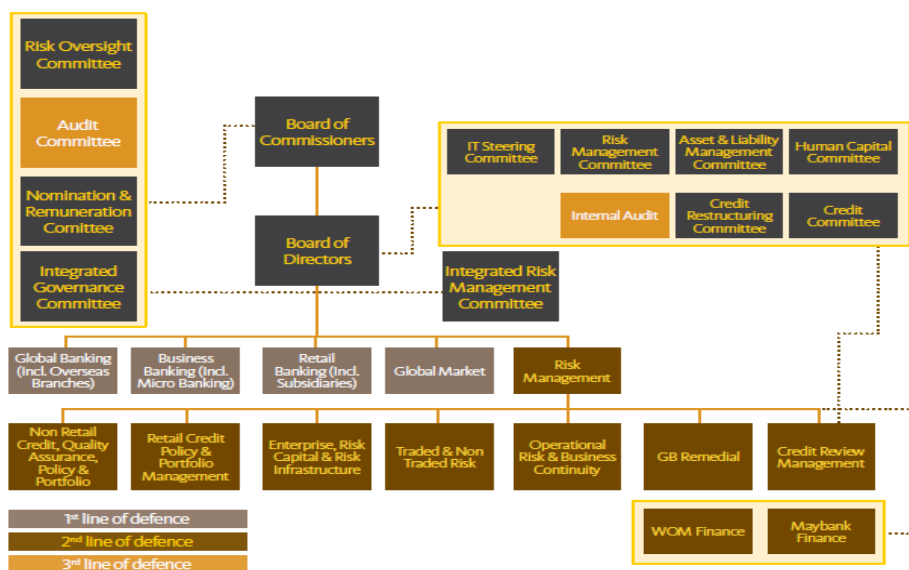 Risk Oversight
Committee
Audit
Committee
Nomination &
Remuneration
Comittee
Integrated
Governance
Committee
Board of
Commissioners
Board of
Directors
IT Steering
Committee
Risk
Management
Committee
Asset & Liability
Management
Committee
Human Capital
Committee
Internal Audit
Credit
Restructuring
Committee
Credit
Committee
Integrated Risk
Management
Committee
Global Banking
(Incl. Overseas
Branches)
Business
Banking (Incl.
Micro Banking)
Retail
Banking (Incl.
Subsidiaries)
Global Market
Risk
Management
Non Retail
Credit, Quality
Assurance,
Policy &
Portfolio
Retail Credit
Policy &
Portfolio
Management
Enterprise, Risk
Capital & Risk
Infrastructure
Traded & Non
Traded Risk
Operational
Risk & Business
Continuity
GB Remedial
Credit Review
Management
WOM Finance
Maybank
Finance
1st line of defence
2nd line of defence
3rd line of defence